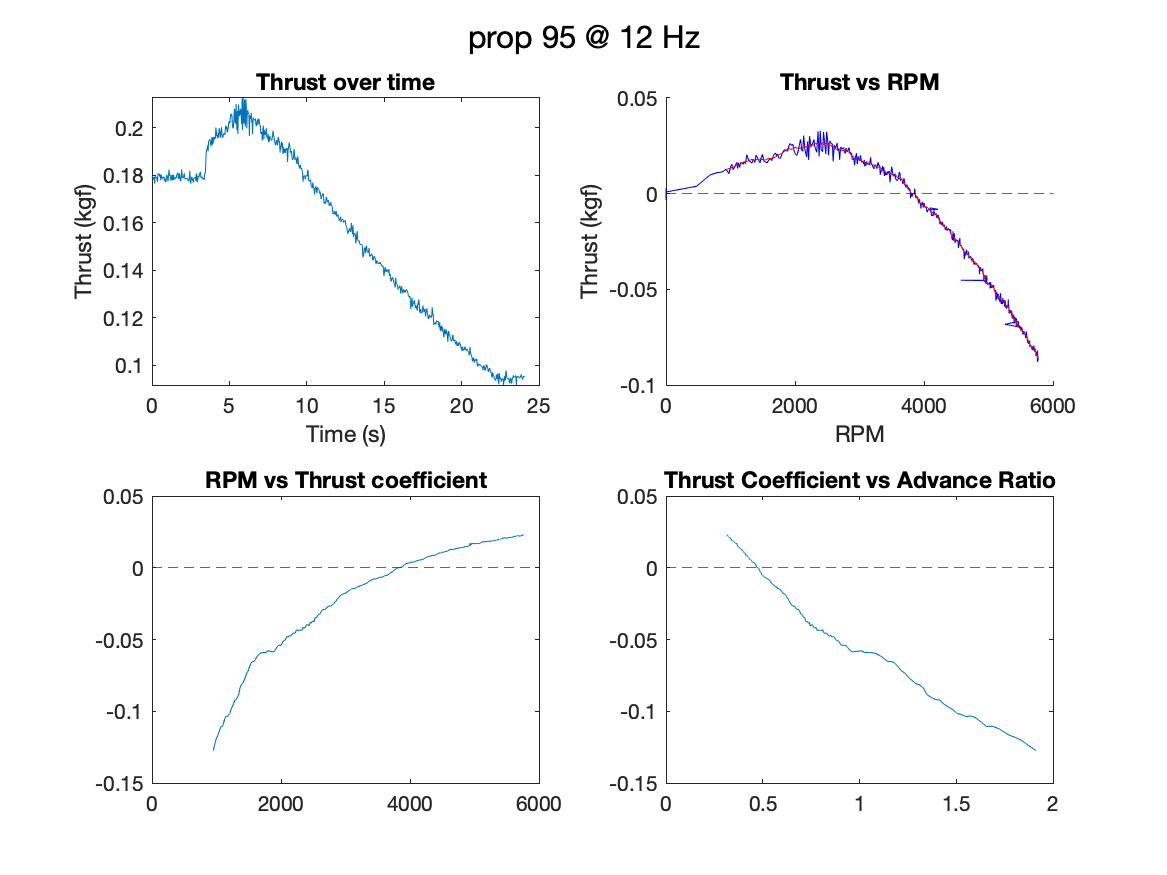 prop 95 @ 12 Hz
Thrust over time
0.2
0.18
0.16
0.14
0.12
0.1
Thrust (kgf)
0 5 10 15 20 25
Time (s)
Thrust vs RPM
0.05
0
-0.05
-0.1
Thrust (kgf)
0 2000 4000 6000
RPM
RPM vs Thrust coefficient
0.05
0
-0.05
-0.1
-0.15
0 2000 4000 6000
Thrust Coefficient vs Advance Ratio
0.05
0
-0.05
-0.1
-0.15
0 0.5 1 1.5 2